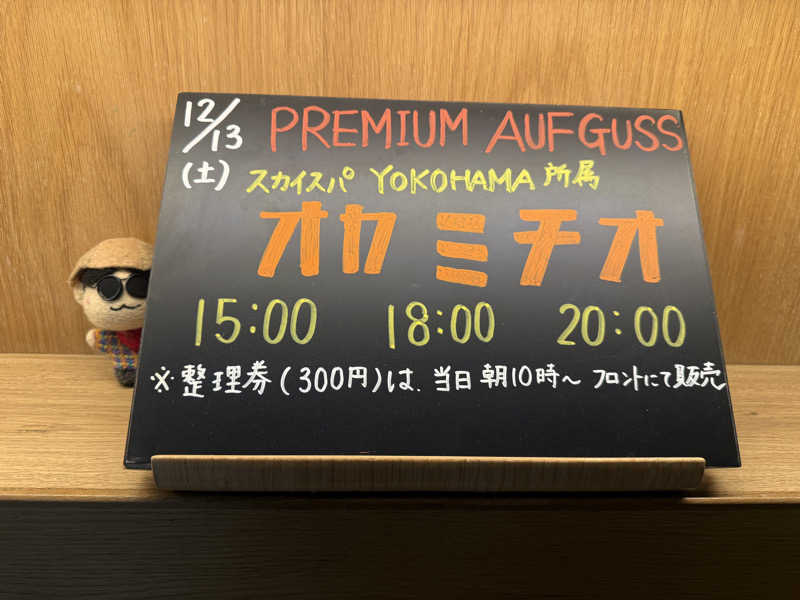 12/13 PREMIUM AUFGUSS
(土) スカイスパ YOKOHAMA 所属
オカミチオ
15:00 18:00 20:00
※整理券(300円)は、当日朝10時〜フロントにて販売